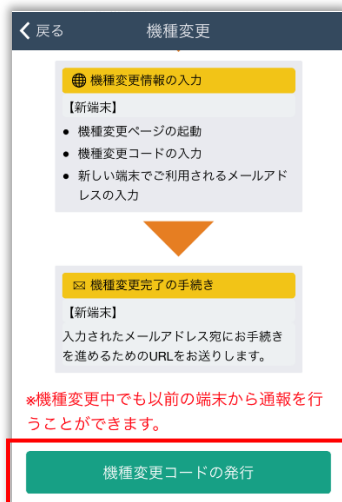 戻る 機種変更
機種変更情報の入力
【新端末】
● 機種変更ページの起動
● 機種変更コードの入力
● 新しい端末でご利用されるメールアド
レスの入力
機種変更完了の手続き
【新端末】
入力されたメールアドレス宛にお手続き
を進めるためのURLをお送りします。
※機種変更中でも以前の端末から通報を行
うことができます。
機種変更コードの発行